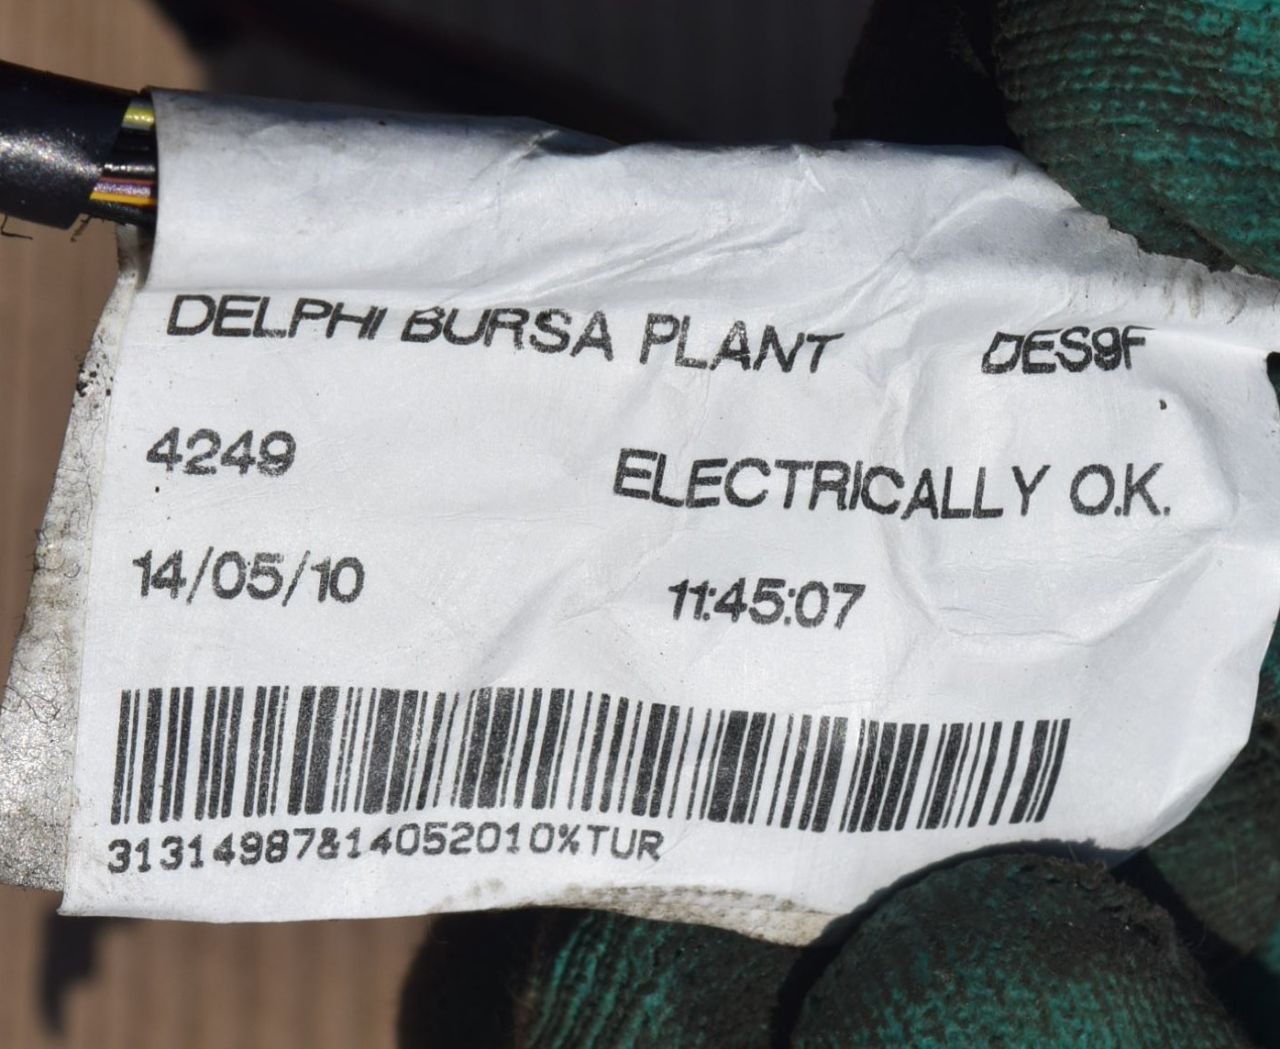 DELPHI BURSA PLANT DES9F
4249 ELECTRICALLY O.K.
14/05/10 11:45:07
31314987&14052010%TUR